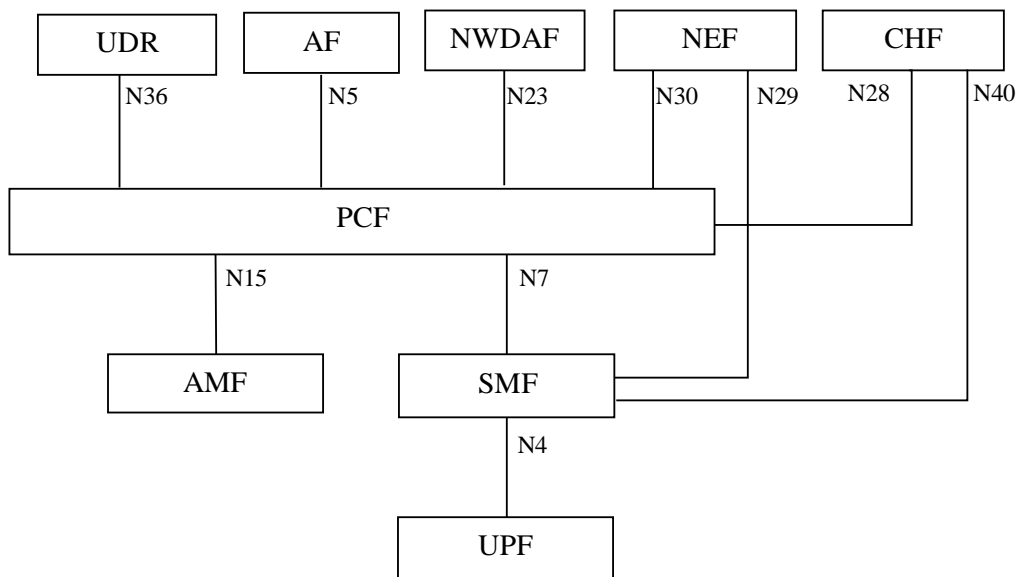 UDR
AF
NWDAF
NEF
CHF
N36
N5
N23
N30
N29
N28
N40
PCF
N15
N7
AMF
SMF
N4
UPF